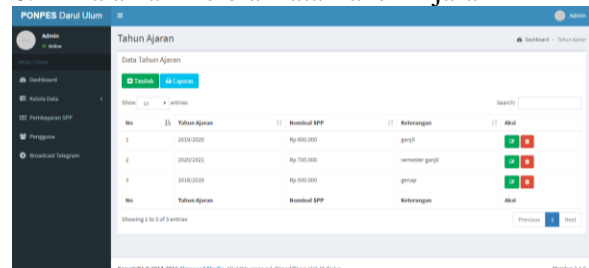 PONPES Darul Ulum
Admin
Admin
Online
Tahun Ajaran
Dashboard
Tahun Ajaran
MENU UTAMA
Dashboard
Kelola Data
Pembayaran SPP
Pengguna
Broadcast Telegram
Data Tahun Ajaran
Tambah Laporan
Show 10 entries Search:
No Tahun Ajaran Nominal SPP Keterangan Aksi
1 2019/2020 Rp 600.000 ganjil
2 2020/2021 Rp 700.000 semester ganjil
3 2018/2019 Rp 500.000 genap
No Tahun Ajaran Nominal SPP Keterangan Aksi
Showing 1 to 3 of 3 entries Previous 1 Next